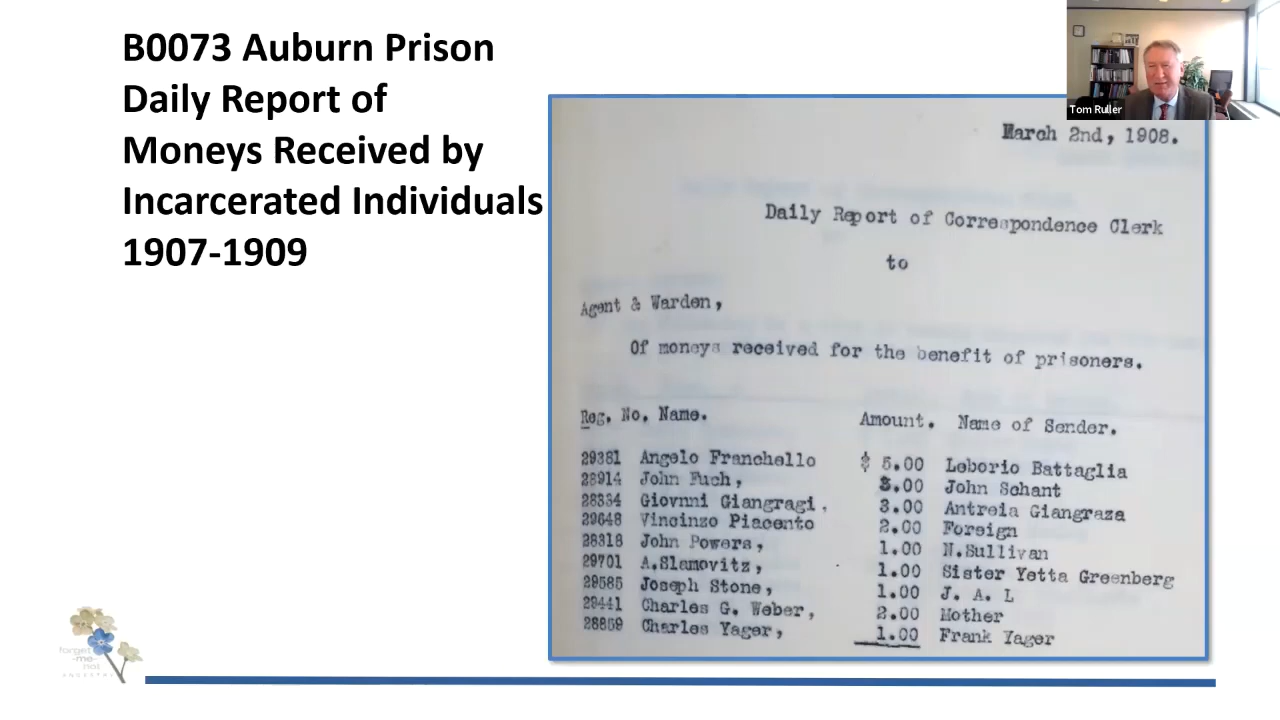 B0073 Auburn Prison
Daily Report of
Moneys Received by
Incarcerated Individuals
1907-1909
Tom Ruller
March 2nd, 1908.
Daily Report of Correspondence Clerk
to
Agent & Warden,
Of moneys received for the benefit of prisoners.
Reg. No. Name. Amount. Name of Sender.
29381 Angelo Franchello $ 5.00 Leborio Battaglia
28914 John Fuch, 3.00 John Schant
28334 Giovnni Giangragi, 3.00 Antreia Giangraza
29648 Vincinzo Piacento 2.00 Foreign
28318 John Powers, 1.00 N.Sullivan
29701 A.Slamovitz, 1.00 Sister Yetta Greenberg
29585 Joseph Stone, 1.00 J. A. L
29441 Charles G. Weber, 2.00 Mother
28859 Charles Yager, 1.00 Frank Yager
forget
-me-
not
ANCESTRY